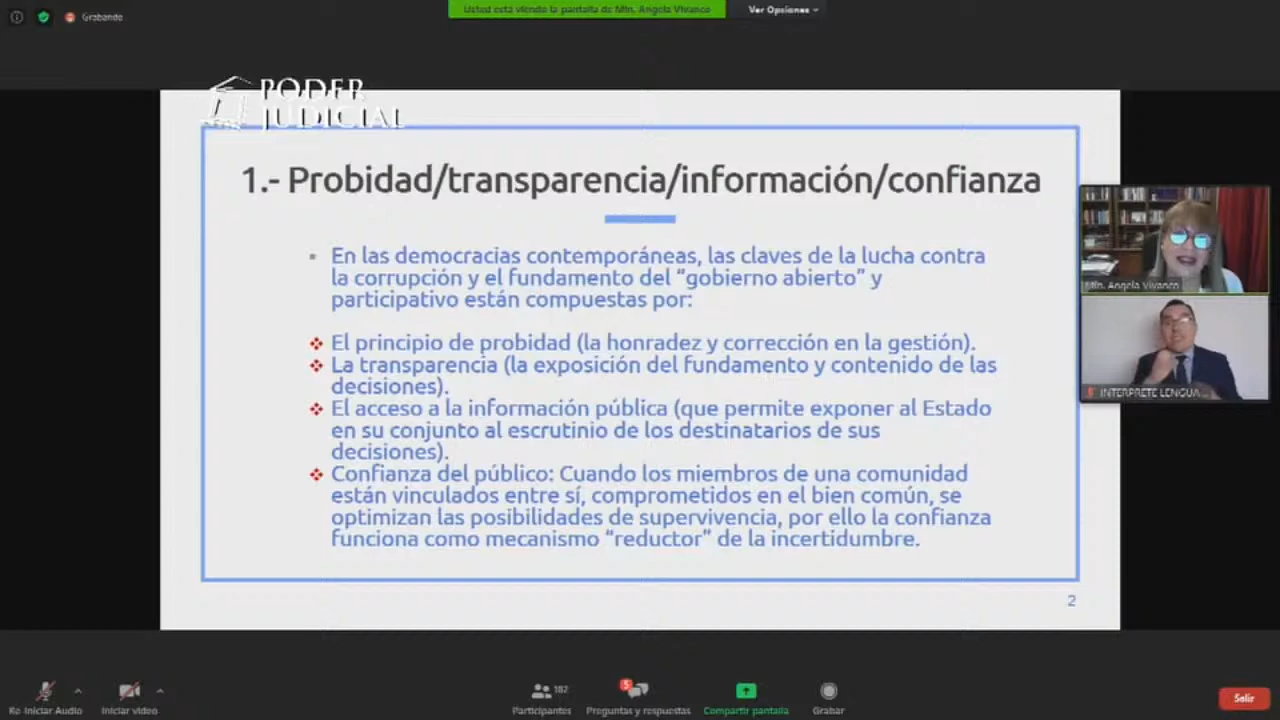 Grabando
Usted está viendo la pantalla de Min. Angela Vivanco
Ver Opciones
PODER
JUDICIAL
1.- Probidad/transparencia/información/confianza
En las democracias contemporáneas, las claves de la lucha contra
la corrupción y el fundamento del “gobierno abierto” y
participativo están compuestas por:
El principio de probidad (la honradez y corrección en la gestión).
La transparencia (la exposición del fundamento y contenido de las
decisiones).
El acceso a la información pública (que permite exponer al Estado
en su conjunto al escrutinio de los destinatarios de sus
decisiones).
Confianza del público: Cuando los miembros de una comunidad
están vinculados entre sí, comprometidos en el bien común, se
optimizan las posibilidades de supervivencia, por ello la confianza
funciona como mecanismo “reductor” de la incertidumbre.
2
Min. Angela Vivanco
INTERPRETE LENGUA...
Re-Iniciar Audio
Iniciar video
182
Participantes
5
Preguntas y respuestas
Compartir pantalla
Grabar
Salir